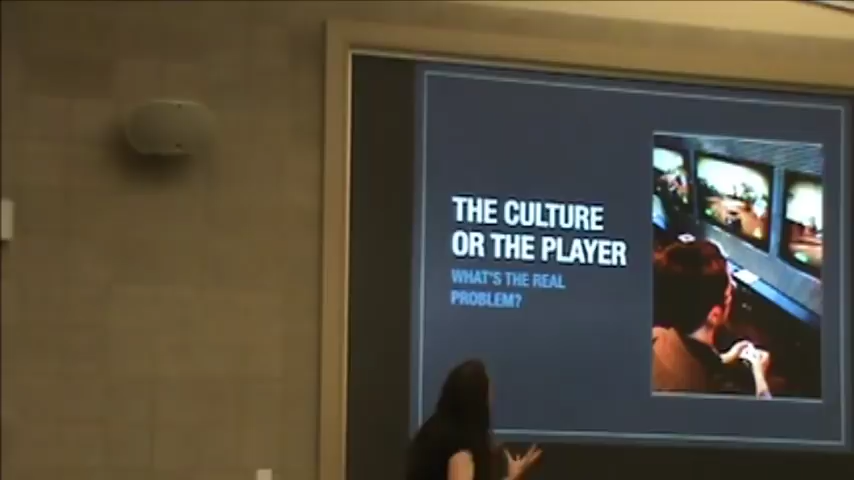 THE CULTURE
OR THE PLAYER
WHAT'S THE REAL
PROBLEM?